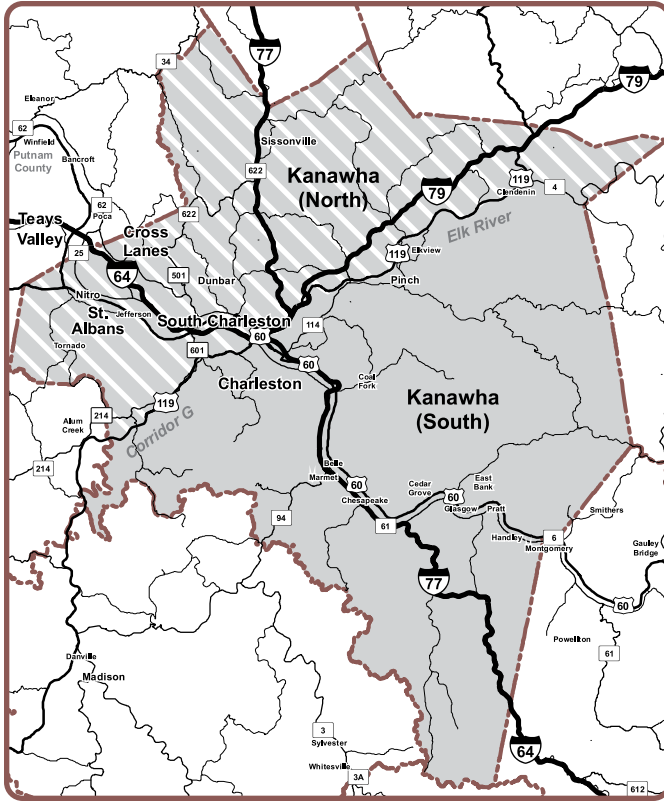 77
34
79
Eleanor
62
Winfield
Putnam
County
Bancroft
Sissonville
622
Kanawha
(North)
79
119
Clendenin
4
62
Poca
622
Teays
Valley
Cross
Lanes
Elk River
25
64
501
Dunbar
119
Elkview
Pinch
Nitro
St.
Albans
Jefferson
South Charleston
60
114
Tornado
601
60
Charleston
Coal
Fork
Kanawha
(South)
119
214
Alum
Creek
Corridor G
214
Belle
Marmet
60
Cedar
Grove
East
Bank
60
Chesapeake
Glasgow
Pratt
94
61
Handley
6
Montgomery
Smithers
Gauley
Bridge
77
60
Powellton
61
Danville
Madison
3
Sylvester
64
Whitesville
3A
612